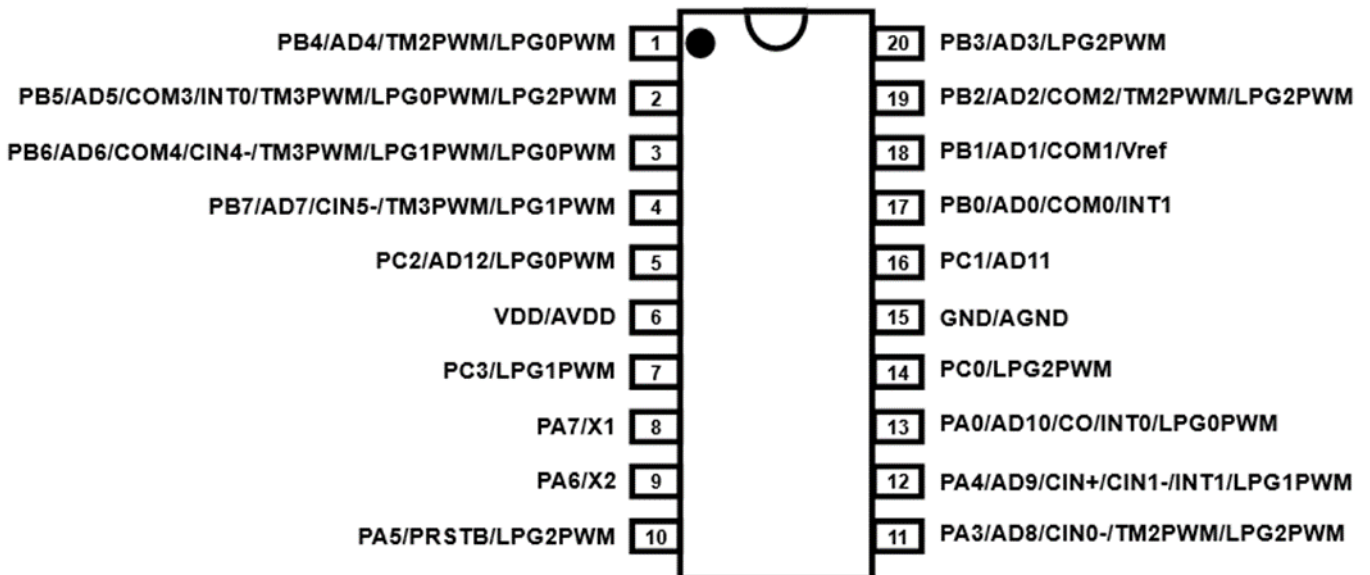 PB4/AD4/TM2PWM/LPG0PWM 1 20 PB3/AD3/LPG2PWM
PB5/AD5/COM3/INT0/TM3PWM/LPG0PWM/LPG2PWM 2 19 PB2/AD2/COM2/TM2PWM/LPG2PWM
PB6/AD6/COM4/CIN4-/TM3PWM/LPG1PWM/LPG0PWM 3 18 PB1/AD1/COM1/Vref
PB7/AD7/CIN5-/TM3PWM/LPG1PWM 4 17 PB0/AD0/COM0/INT1
PC2/AD12/LPG0PWM 5 16 PC1/AD11
VDD/AVDD 6 15 GND/AGND
PC3/LPG1PWM 7 14 PC0/LPG2PWM
PA7/X1 8 13 PA0/AD10/CO/INT0/LPG0PWM
PA6/X2 9 12 PA4/AD9/CIN+/CIN1-/INT1/LPG1PWM
PA5/PRSTB/LPG2PWM 10 11 PA3/AD8/CIN0-/TM2PWM/LPG2PWM